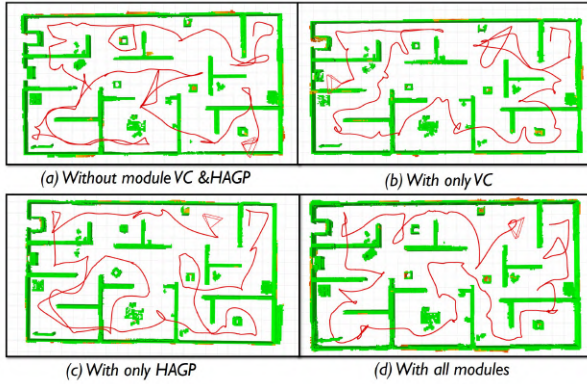 (a) Without module VC &HAGP
(b) With only VC
(c) With only HAGP
(d) With all modules